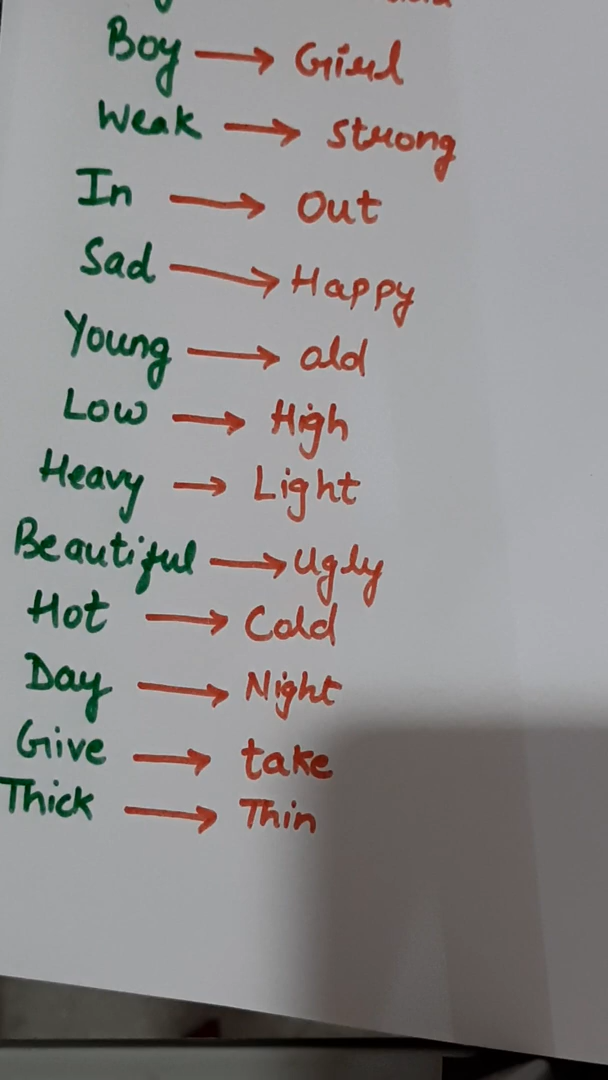 Boy → Girl
Weak → strong
In → Out
Sad → Happy
Young → old
Low → High
Heavy → Light
Beautiful → Ugly
Hot → Cold
Day → Night
Give → take
Thick → Thin